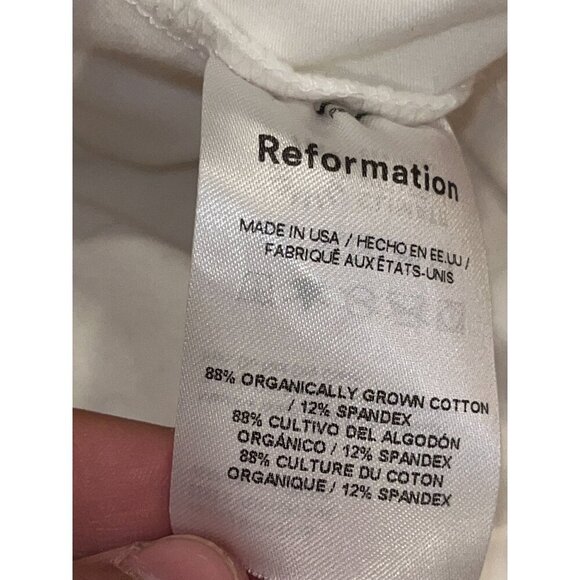 Reformation
MADE IN USA / HECHO EN EE.UU /
FABRIQUÉ AUX ÉTATS-UNIS
88% ORGANICALLY GROWN COTTON
/ 12% SPANDEX
88% CULTIVO DEL ALGODÓN
ORGÁNICO / 12% SPANDEX
88% CULTURE DU COTON
ORGANIQUE / 12% SPANDEX